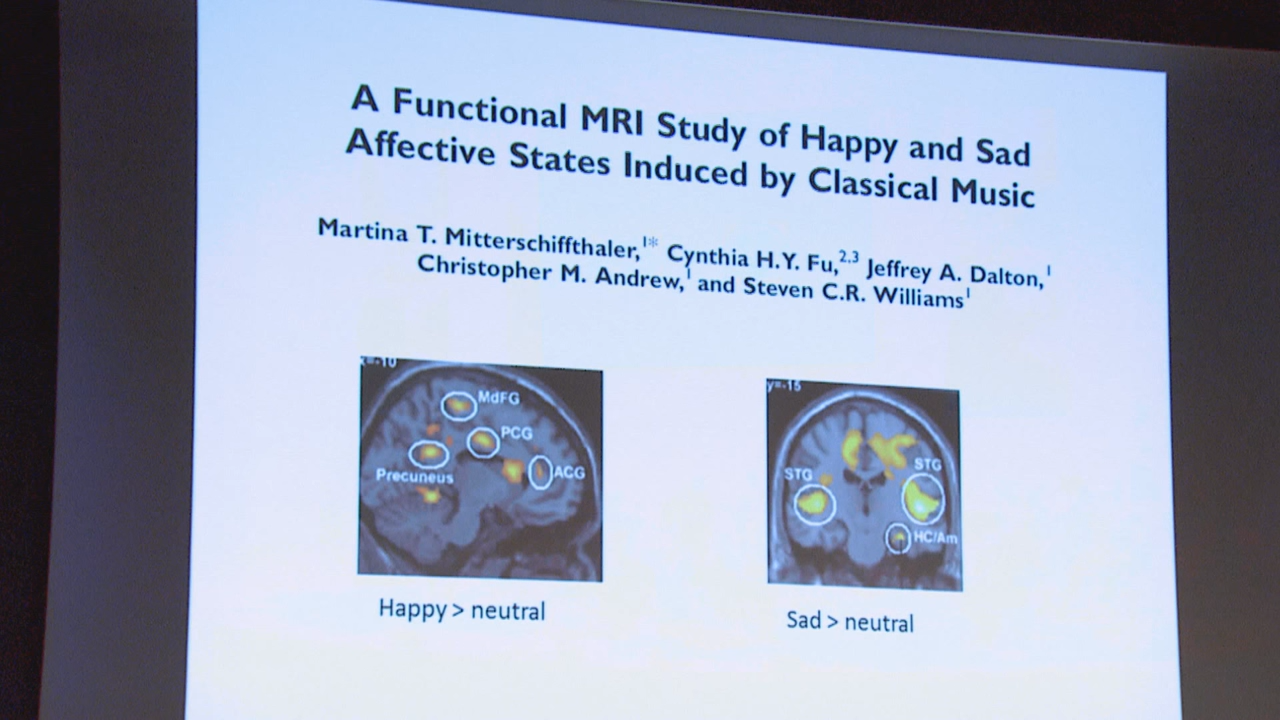 A Functional MRI Study of Happy and Sad
Affective States Induced by Classical Music
Martina T. Mitterschiffthaler,1* Cynthia H.Y. Fu,2,3 Jeffrey A. Dalton,1
Christopher M. Andrew,1 and Steven C.R. Williams1
x=-10
MdFG
PCG
ACG
Precuneus
y=-15
STG
STG
HC/Am
Happy > neutral
Sad > neutral